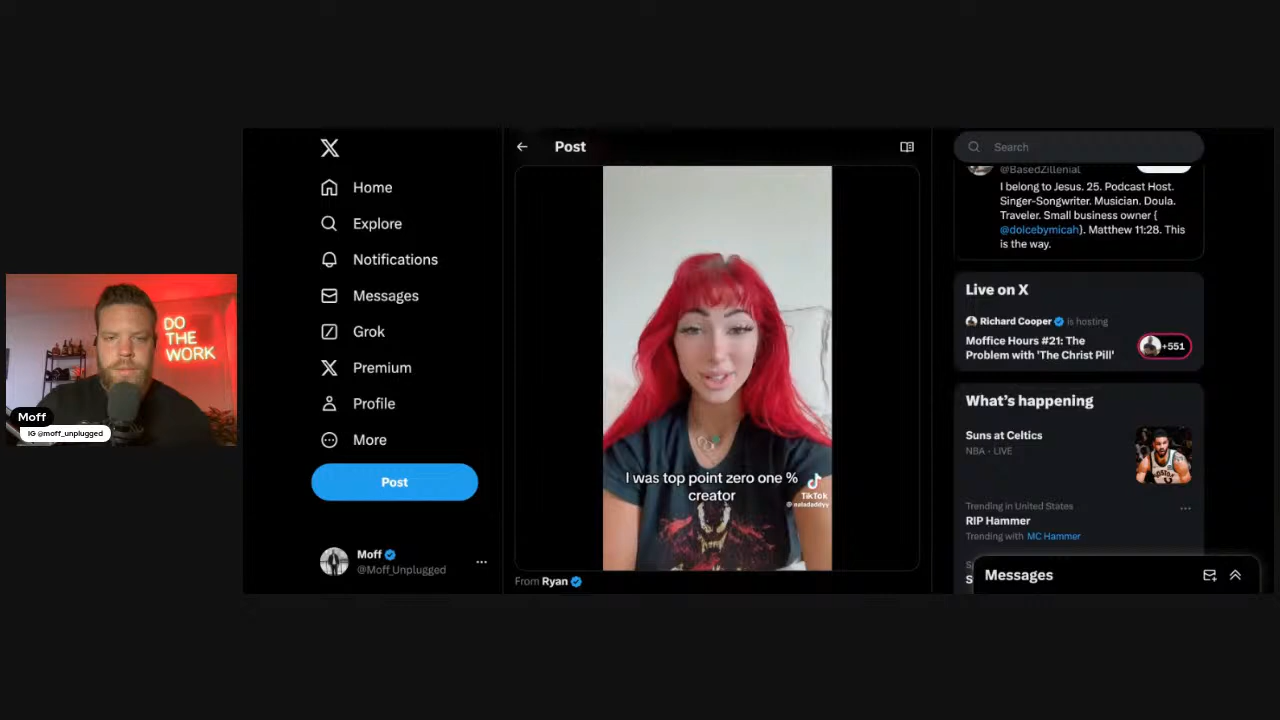 DO
THE
WORK
Moff
IG @moff_unplugged
X
Home
Explore
Notifications
Messages
Grok
Premium
Profile
More
Post
Moff
@Moff_Unplugged
Post
I was top point zero one %
creator
TikTok
@naladaddyy
From Ryan
Search
@BasedZillenial
I belong to Jesus. 25. Podcast Host.
Singer-Songwriter. Musician. Doula.
Traveler. Small business owner {
@dolcebymicah}. Matthew 11:28. This
is the way.
Live on X
Richard Cooper is hosting
Moffice Hours #21: The
Problem with 'The Christ Pill'
+551
What's happening
Suns at Celtics
NBA · LIVE
Trending in United States
RIP Hammer
Trending with MC Hammer
Messages